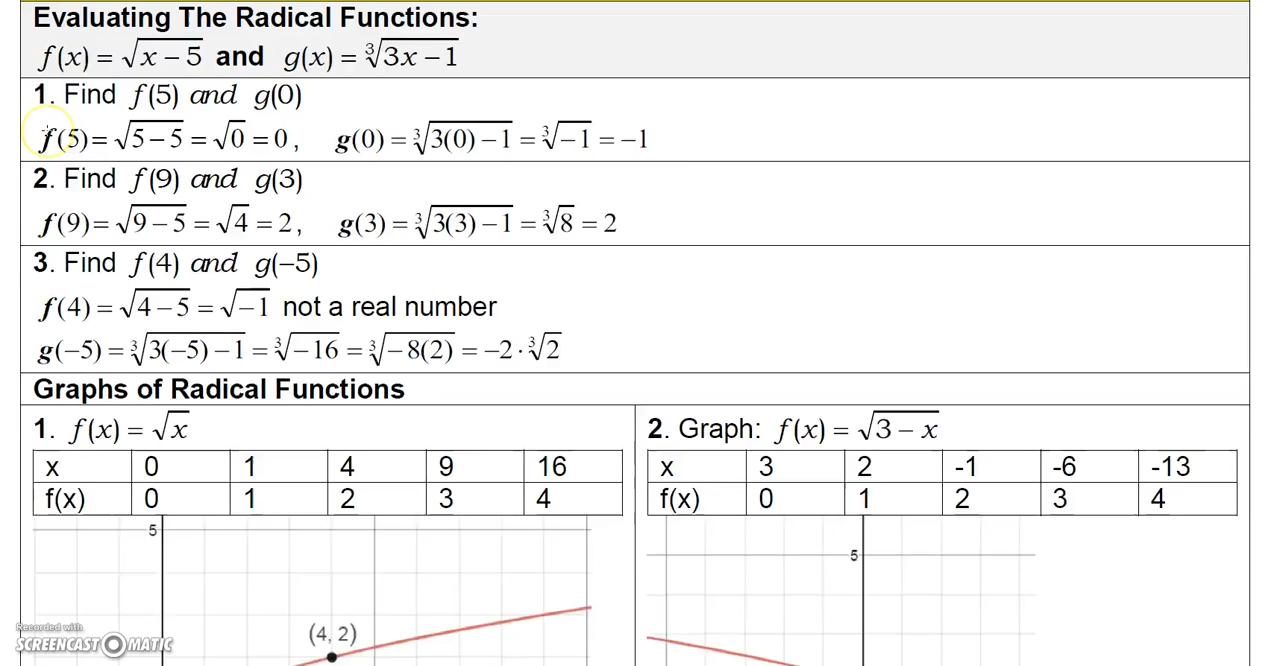 Evaluating The Radical Functions:
f(x) = √(x − 5) and g(x) = ∛(3x − 1)
1. Find f(5) and g(0)
f(5) = √(5 − 5) = √0 = 0, g(0) = ∛(3(0) − 1) = ∛(−1) = −1
2. Find f(9) and g(3)
f(9) = √(9 − 5) = √4 = 2, g(3) = ∛(3(3) − 1) = ∛8 = 2
3. Find f(4) and g(−5)
f(4) = √(4 − 5) = √(−1) not a real number
g(−5) = ∛(3(−5) − 1) = ∛(−16) = ∛(−8(2)) = −2 · ∛2
Graphs of Radical Functions
1. f(x) = √x
x 0 1 4 9 16
f(x) 0 1 2 3 4
5
(4, 2)
2. Graph: f(x) = √(3 − x)
x 3 2 -1 -6 -13
f(x) 0 1 2 3 4
5
Recorded with
SCREENCAST MATIC